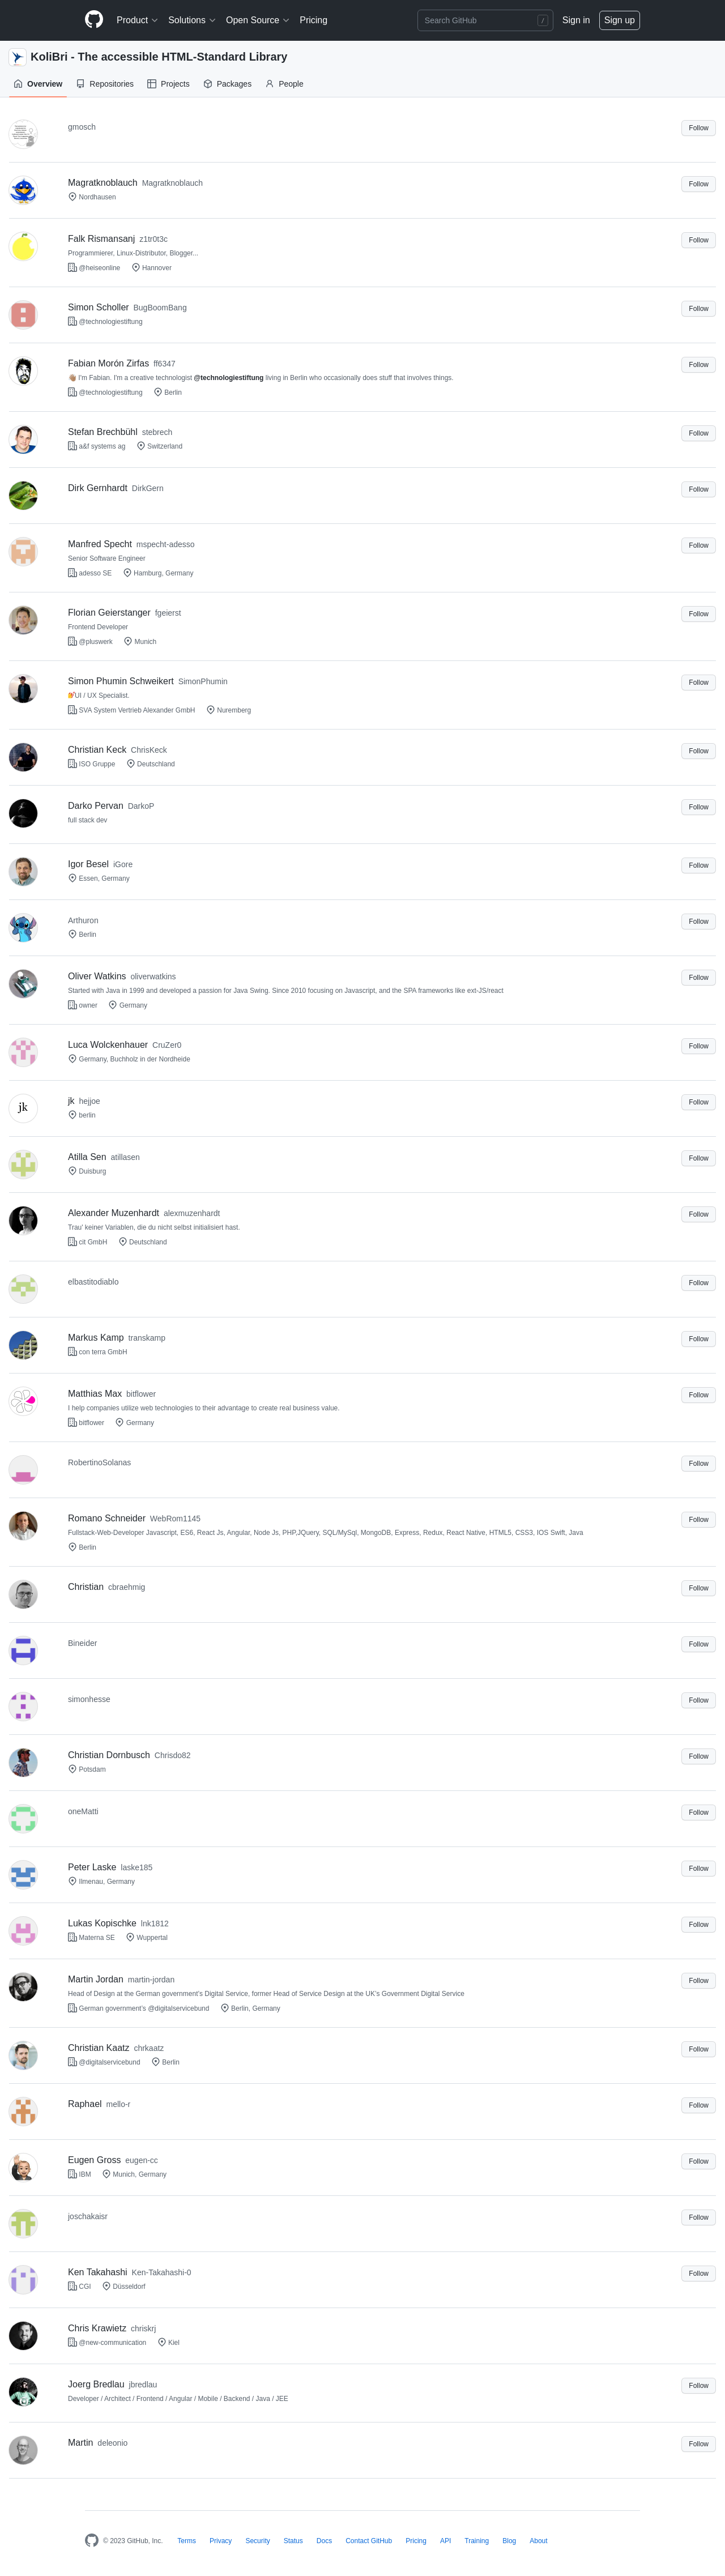 Product Solutions Open Source Pricing Search GitHub / Sign in Sign up
KoliBri - The accessible HTML-Standard Library
Overview Repositories Projects Packages People
gmosch Follow
Magratknoblauch Magratknoblauch Follow
Nordhausen
Falk Rismansanj z1tr0t3c Follow
Programmierer, Linux-Distributor, Blogger...
@heiseonline Hannover
Simon Scholler BugBoomBang Follow
@technologiestiftung
Fabian Morón Zirfas ff6347 Follow
👋🏽 I'm Fabian. I'm a creative technologist @technologiestiftung living in Berlin who occasionally does stuff that involves things.
@technologiestiftung Berlin
Stefan Brechbühl stebrech Follow
a&f systems ag Switzerland
Dirk Gernhardt DirkGern Follow
Manfred Specht mspecht-adesso Follow
Senior Software Engineer
adesso SE Hamburg, Germany
Florian Geierstanger fgeierst Follow
Frontend Developer
@pluswerk Munich
Simon Phumin Schweikert SimonPhumin Follow
UI / UX Specialist.
SVA System Vertrieb Alexander GmbH Nuremberg
Christian Keck ChrisKeck Follow
ISO Gruppe Deutschland
Darko Pervan DarkoP Follow
full stack dev
Igor Besel iGore Follow
Essen, Germany
Arthuron Follow
Berlin
Oliver Watkins oliverwatkins Follow
Started with Java in 1999 and developed a passion for Java Swing. Since 2010 focusing on Javascript, and the SPA frameworks like ext-JS/react
owner Germany
Luca Wolckenhauer CruZer0 Follow
Germany, Buchholz in der Nordheide
jk jk hejjoe Follow
berlin
Atilla Sen atillasen Follow
Duisburg
Alexander Muzenhardt alexmuzenhardt Follow
Trau' keiner Variablen, die du nicht selbst initialisiert hast.
cit GmbH Deutschland
elbastitodiablo Follow
Markus Kamp transkamp Follow
con terra GmbH
Matthias Max bitflower Follow
I help companies utilize web technologies to their advantage to create real business value.
bitflower Germany
RobertinoSolanas Follow
Romano Schneider WebRom1145 Follow
Fullstack-Web-Developer Javascript, ES6, React Js, Angular, Node Js, PHP,JQuery, SQL/MySql, MongoDB, Express, Redux, React Native, HTML5, CSS3, IOS Swift, Java
Berlin
Christian cbraehmig Follow
Bineider Follow
simonhesse Follow
Christian Dornbusch Chrisdo82 Follow
Potsdam
oneMatti Follow
Peter Laske laske185 Follow
Ilmenau, Germany
Lukas Kopischke lnk1812 Follow
Materna SE Wuppertal
Martin Jordan martin-jordan Follow
Head of Design at the German government's Digital Service, former Head of Service Design at the UK's Government Digital Service
German government's @digitalservicebund Berlin, Germany
Christian Kaatz chrkaatz Follow
@digitalservicebund Berlin
Raphael mello-r Follow
Eugen Gross eugen-cc Follow
IBM Munich, Germany
joschakaisr Follow
Ken Takahashi Ken-Takahashi-0 Follow
CGI Düsseldorf
Chris Krawietz chriskrj Follow
@new-communication Kiel
Joerg Bredlau jbredlau Follow
Developer / Architect / Frontend / Angular / Mobile / Backend / Java / JEE
Martin deleonio Follow
© 2023 GitHub, Inc. Terms Privacy Security Status Docs Contact GitHub Pricing API Training Blog About